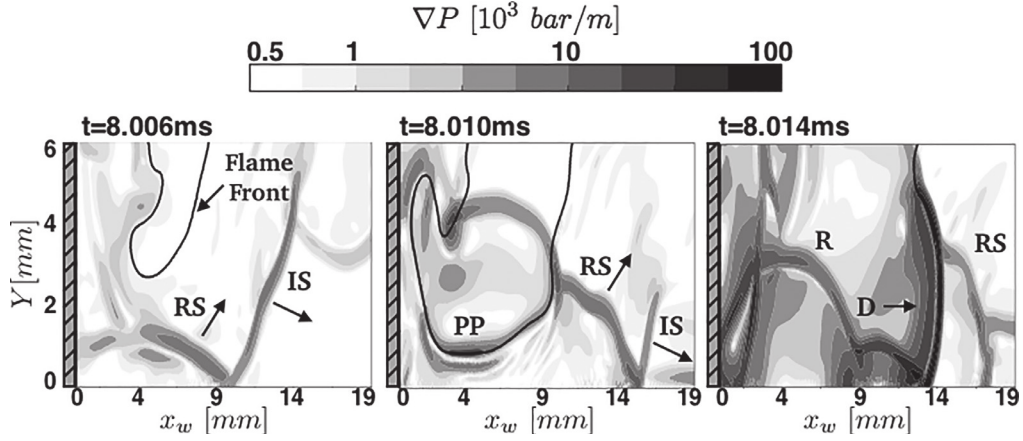 ∇P [10³ bar/m]
0.5 1 10 100
t=8.006ms t=8.010ms t=8.014ms
Y[mm]
6
4
2
0
Flame
Front
RS
IS
PP
RS
IS
R
D
RS
0 4 9 14 19
0 4 9 14 19
0 4 9 14 19
x_w [mm] x_w [mm] x_w [mm]